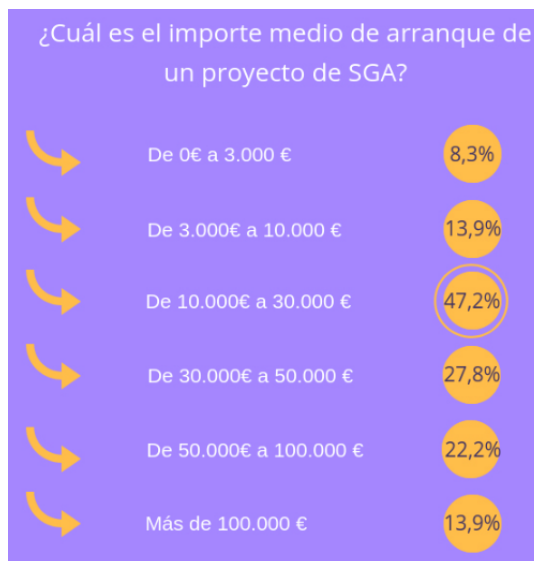 ¿Cuál es el importe medio de arranque de
un proyecto de SGA?
De 0€ a 3.000 € 8,3%
De 3.000€ a 10.000 € 13,9%
De 10.000€ a 30.000 € 47,2%
De 30.000€ a 50.000 € 27,8%
De 50.000€ a 100.000 € 22,2%
Más de 100.000 € 13,9%